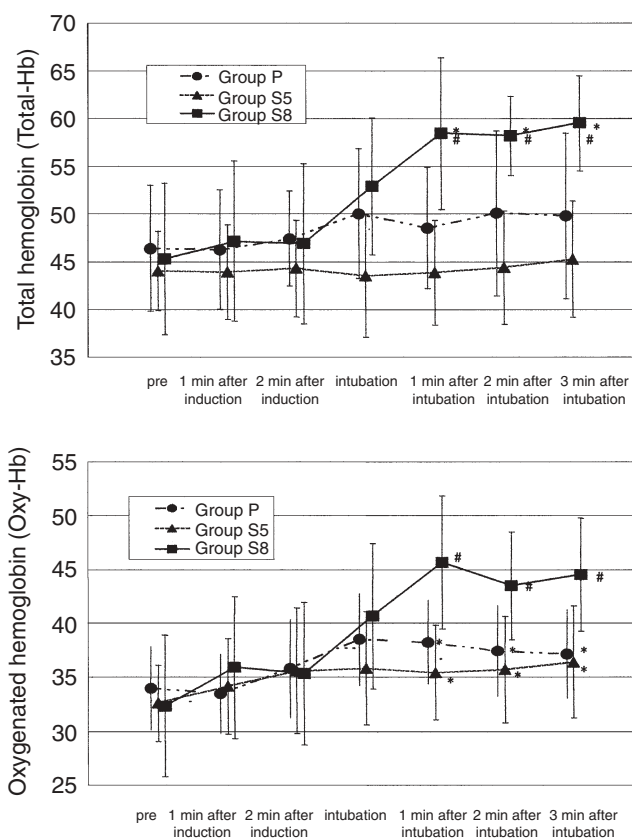 70
65
60
55
50
45
40
35
Total hemoglobin (Total-Hb)
Group P
Group S5
Group S8
*
#
*
#
*
#
pre
1 min after
induction
2 min after
induction
intubation
1 min after
intubation
2 min after
intubation
3 min after
intubation
55
50
45
40
35
30
25
Oxygenated hemoglobin (Oxy-Hb)
Group P
Group S5
Group S8
#
#
#
*
*
*
*
*
*
pre
1 min after
induction
2 min after
induction
intubation
1 min after
intubation
2 min after
intubation
3 min after
intubation